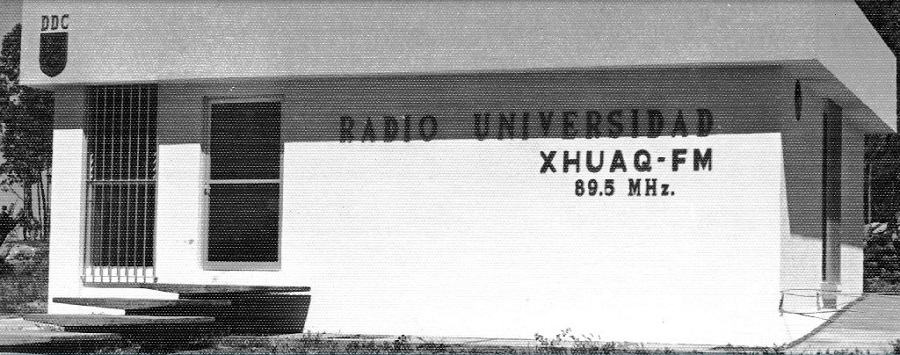 DDC
RADIO UNIVERSIDAD
XHUAQ-FM
89.5 MHz.